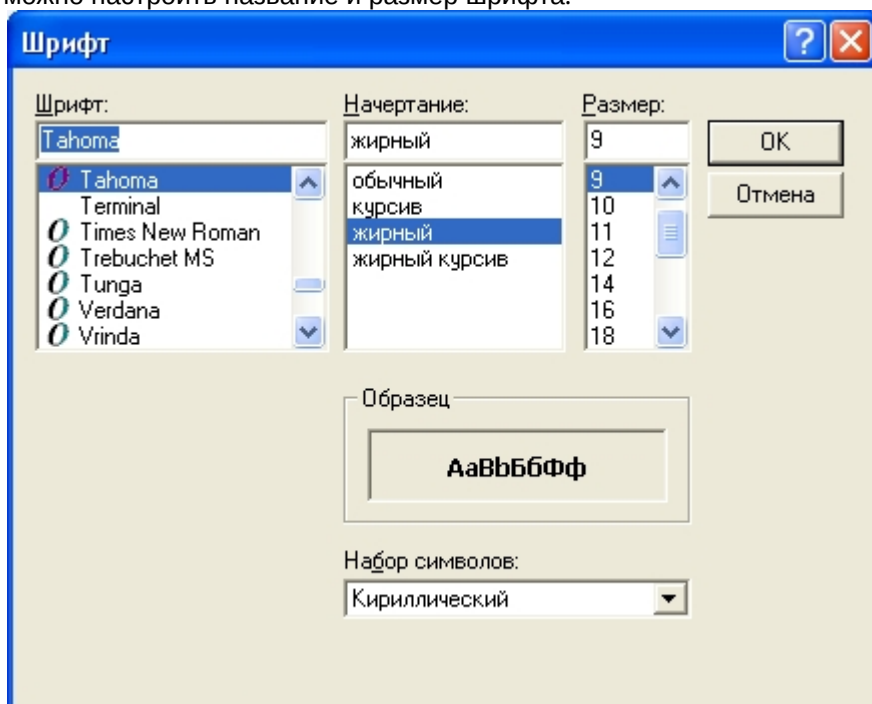 можно настроить название и размер шрифта.
Шрифт
Шрифт: Начертание: Размер:
Tahoma жирный 9 OK
Tahoma обычный 9 Отмена
Terminal курсив 10
Times New Roman жирный 11
Trebuchet MS жирный курсив 12
Tunga 14
Verdana 16
Vrinda 18
Образец
АаВbБбФф
Набор символов:
Кириллический